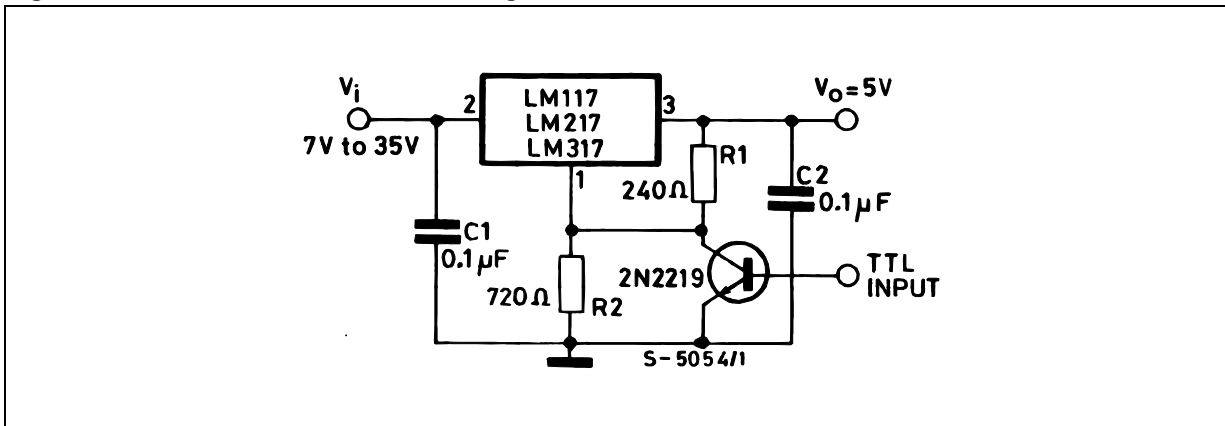 Vi
7V to 35V
2
LM117
LM217
LM317
3
1
Vo=5V
R1
240Ω
C2
0.1µF
C1
0.1µF
720Ω
R2
2N2219
TTL
INPUT
S-5054/1